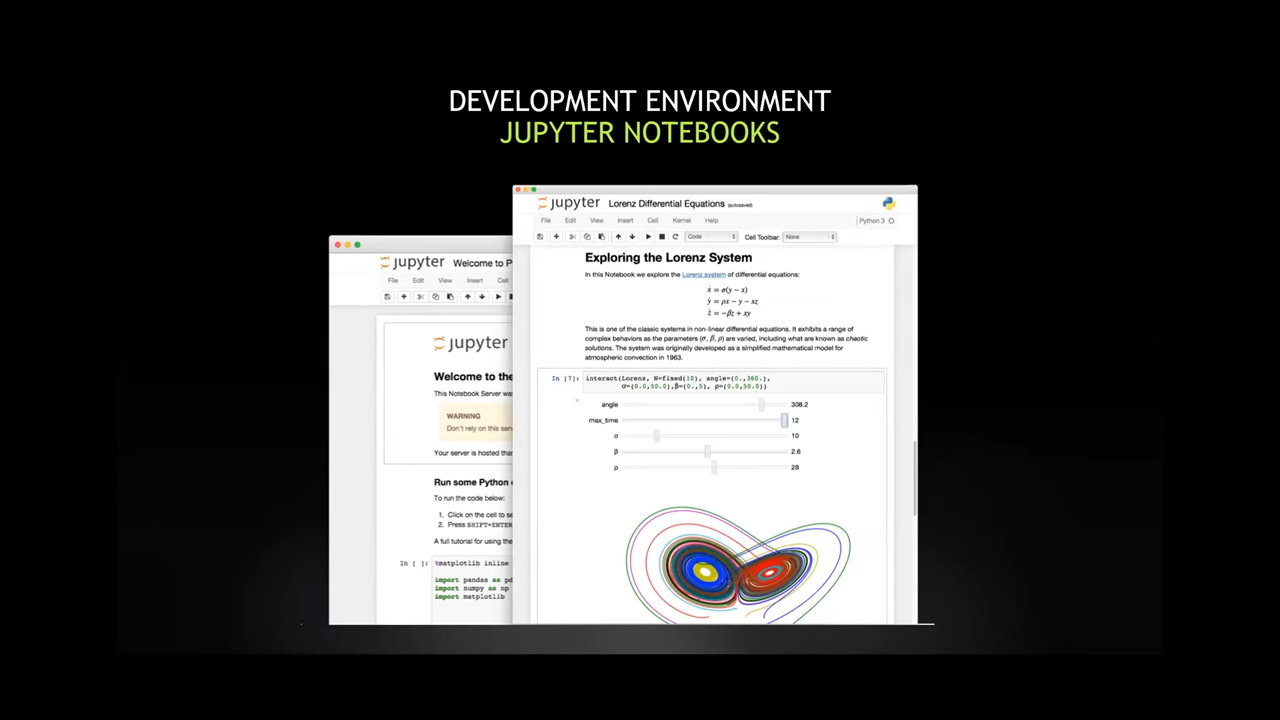 DEVELOPMENT ENVIRONMENT
JUPYTER NOTEBOOKS
jupyter Welcome to P
File Edit View Insert Cel
jupyter
Welcome to the
This Notebook Server was
WARNING
Don't rely on this serv
Your server is hosted than
Run some Python
To run the code below:
1. Click on the cell to se
2. Press SHIFT+ENTER
A full tutorial for using the
In [ ]: %matplotlib inline
import pandas as pd
import numpy as np
import matplotlib
jupyter Lorenz Differential Equations (autosaved)
File Edit View Insert Cell Kernel Help Python 3
Code Cell Toolbar: None
Exploring the Lorenz System
In this Notebook we explore the Lorenz system of differential equations:
ẋ = σ(y − x)
ẏ = ρx − y − xz
ż = −βz + xy
This is one of the classic systems in non-linear differential equations. It exhibits a range of
complex behaviors as the parameters (σ, β, ρ) are varied, including what are known as chaotic
solutions. The system was originally developed as a simplified mathematical model for
atmospheric convection in 1963.
In [7]: interact(Lorenz, N=fixed(10), angle=(0.,360.),
σ=(0.0,50.0),β=(0.,5), ρ=(0.0,50.0))
angle 308.2
max_time 12
σ 10
β 2.6
ρ 28